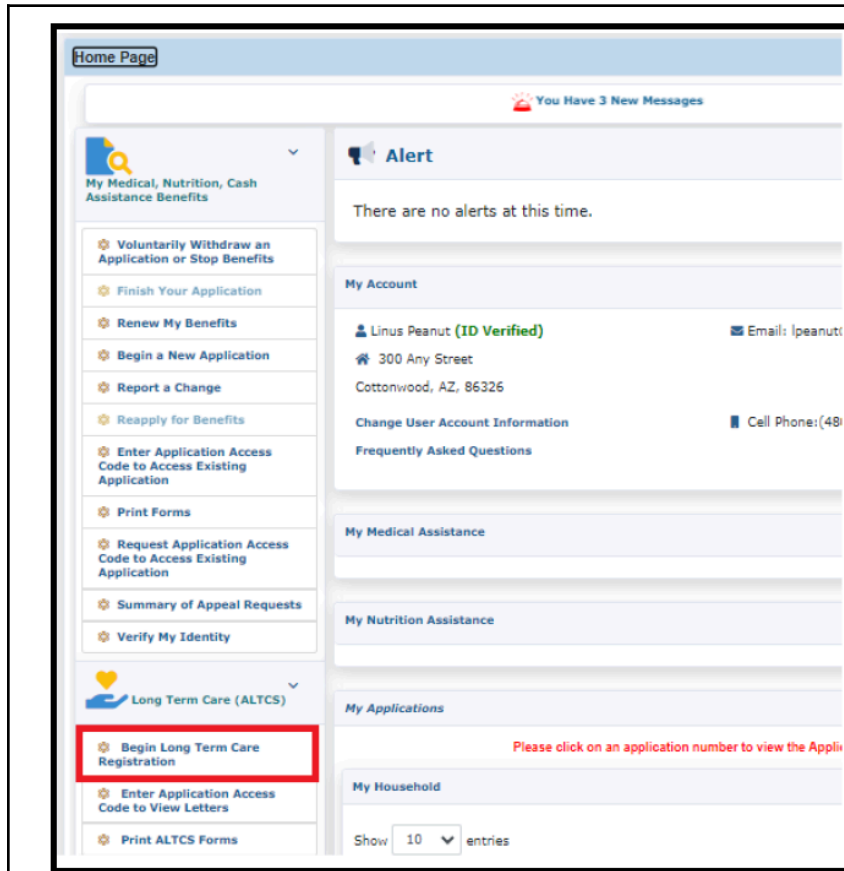 Home Page
You Have 3 New Messages
My Medical, Nutrition, Cash
Assistance Benefits
Voluntarily Withdraw an
Application or Stop Benefits
Finish Your Application
Renew My Benefits
Begin a New Application
Report a Change
Reapply for Benefits
Enter Application Access
Code to Access Existing
Application
Print Forms
Request Application Access
Code to Access Existing
Application
Summary of Appeal Requests
Verify My Identity
Long Term Care (ALTCS)
Begin Long Term Care
Registration
Enter Application Access
Code to View Letters
Print ALTCS Forms
Alert
There are no alerts at this time.
My Account
Linus Peanut (ID Verified)
Email: lpeanut
300 Any Street
Cottonwood, AZ, 86326
Change User Account Information
Cell Phone:(48
Frequently Asked Questions
My Medical Assistance
My Nutrition Assistance
My Applications
Please click on an application number to view the Appli
My Household
Show 10 entries